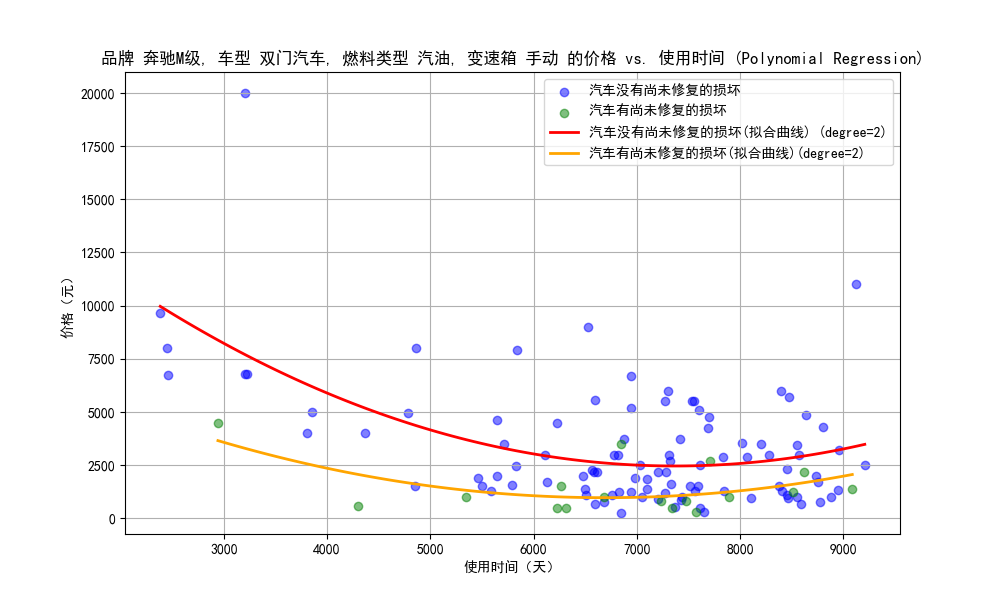 品牌 奔驰M级, 车型 双门汽车, 燃料类型 汽油, 变速箱 手动 的价格 vs. 使用时间 (Polynomial Regression)
汽车没有尚未修复的损坏
汽车有尚未修复的损坏
汽车没有尚未修复的损坏(拟合曲线) (degree=2)
汽车有尚未修复的损坏(拟合曲线)(degree=2)
价格（元）
20000
17500
15000
12500
10000
7500
5000
2500
0
3000 4000 5000 6000 7000 8000 9000
使用时间（天）